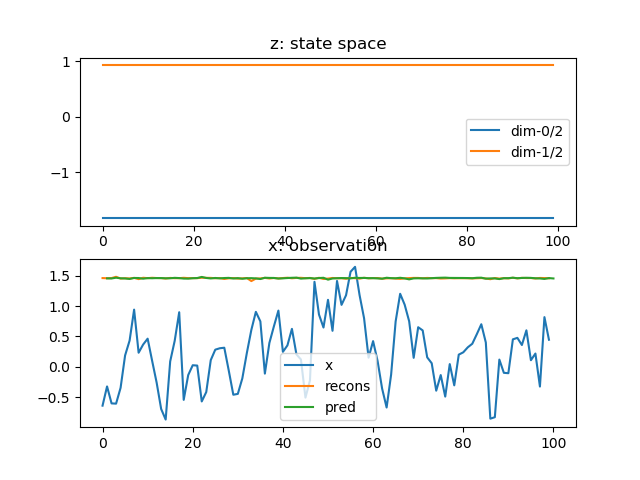 z: state space
1
0
−1
dim-0/2
dim-1/2
0 20 40 60 80 100
x: observation
1.5
1.0
0.5
0.0
−0.5
x
recons
pred
0 20 40 60 80 100